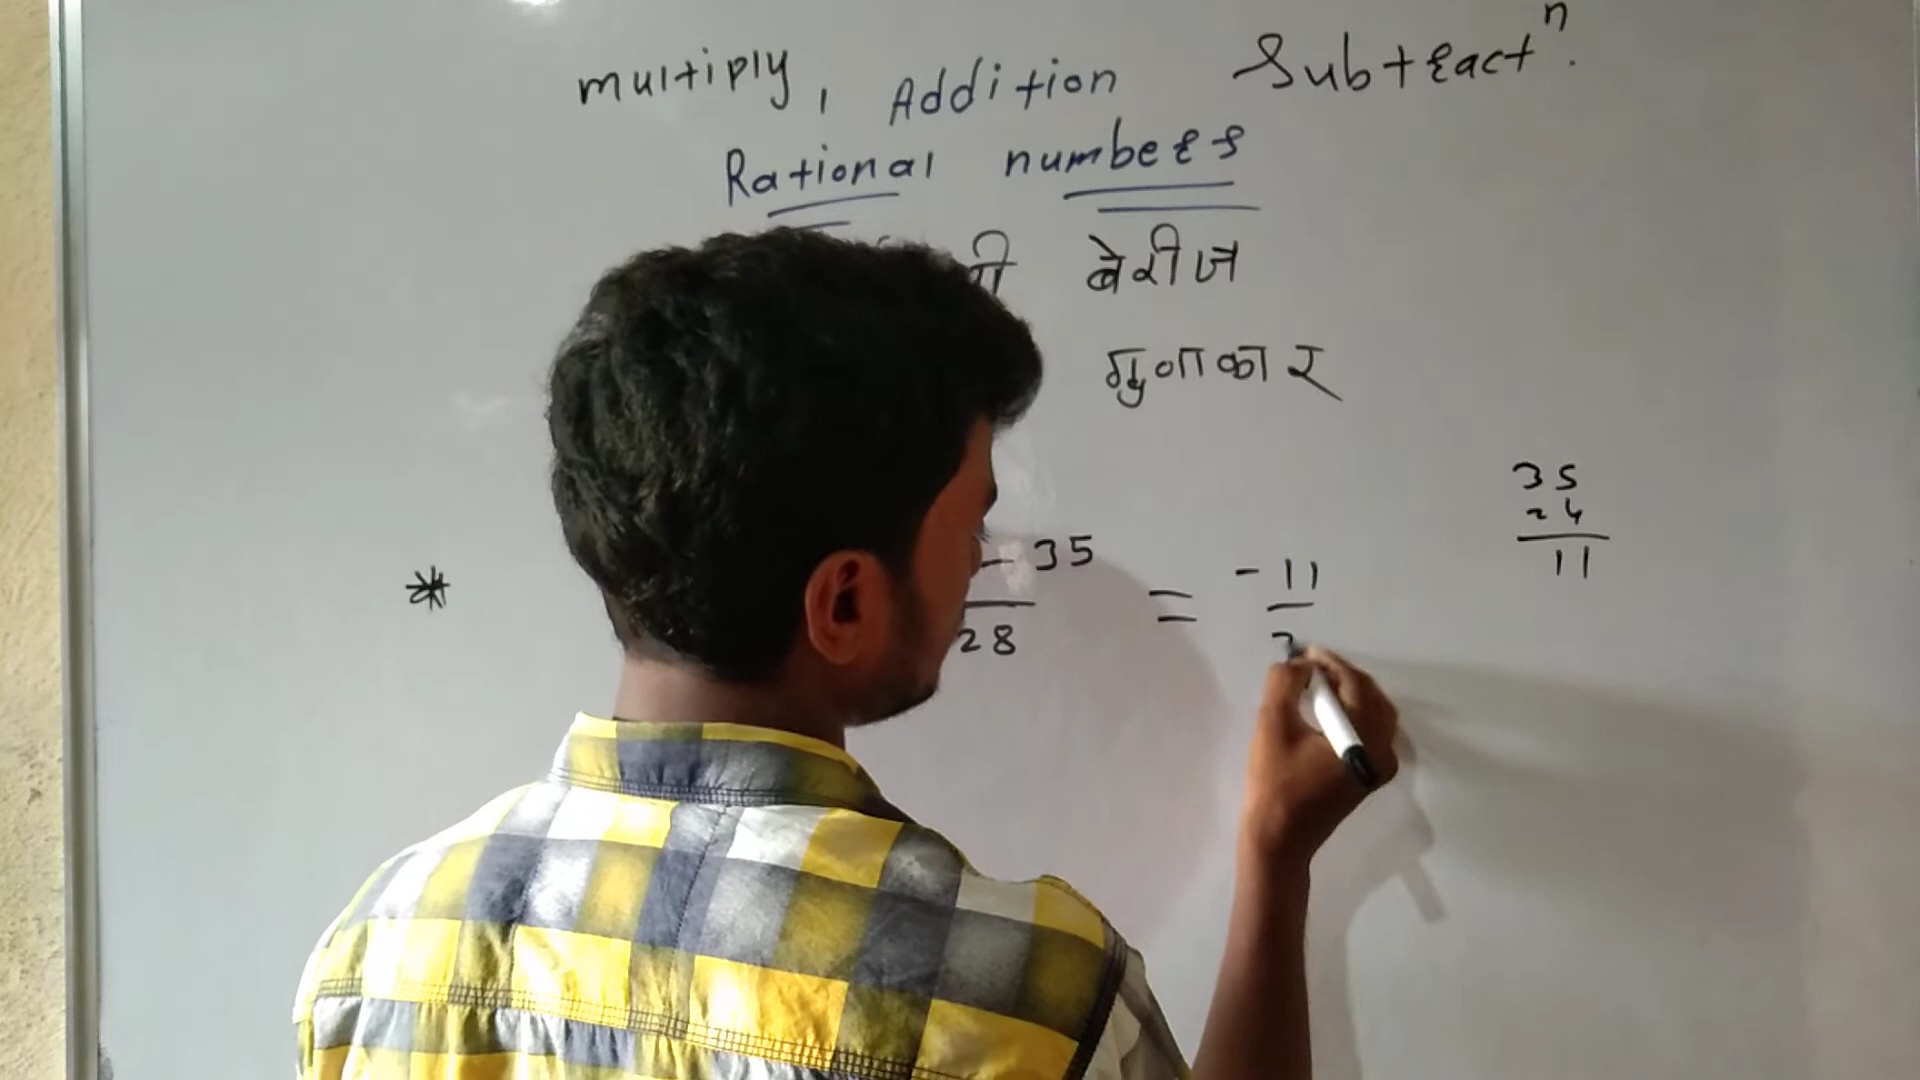 multiply, Addition Subtractⁿ.
Rational numbers
बेरीज
गुणाकार
35
24
11
* - 35 = - 11
28